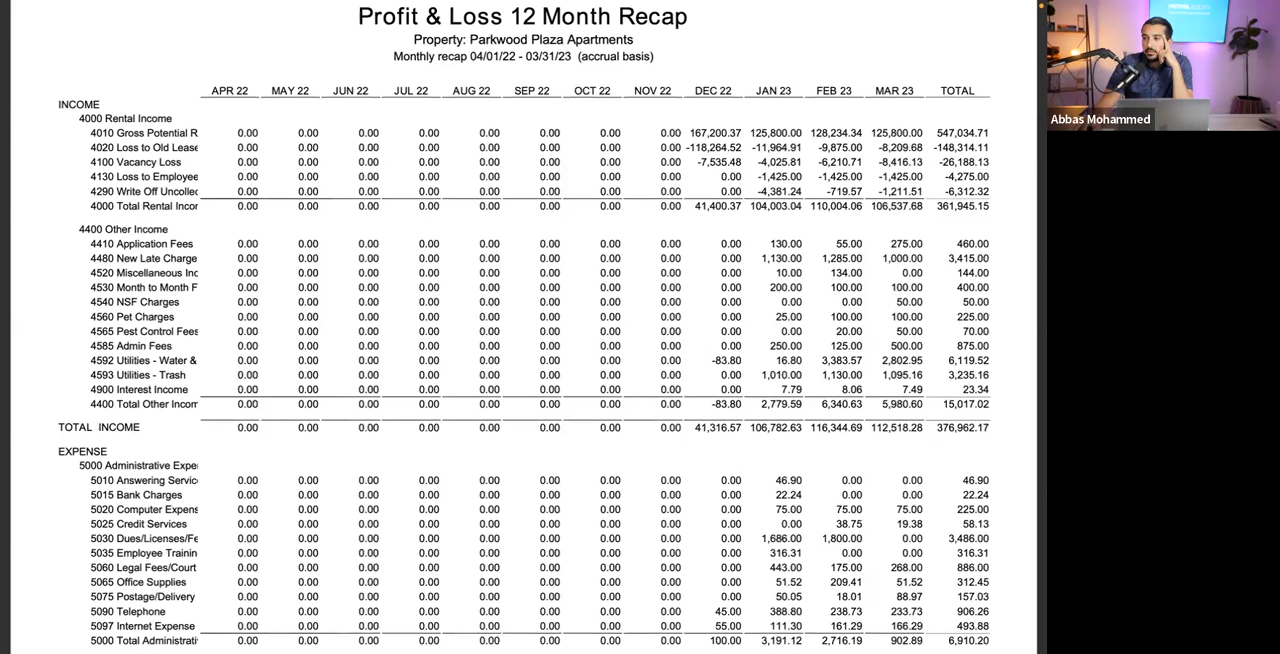 Profit & Loss 12 Month Recap
Property: Parkwood Plaza Apartments
Monthly recap 04/01/22 - 03/31/23 (accrual basis)
APR 22 MAY 22 JUN 22 JUL 22 AUG 22 SEP 22 OCT 22 NOV 22 DEC 22 JAN 23 FEB 23 MAR 23 TOTAL
INCOME
4000 Rental Income
4010 Gross Potential R 0.00 0.00 0.00 0.00 0.00 0.00 0.00 0.00 167,200.37 125,800.00 128,234.34 125,800.00 547,034.71
4020 Loss to Old Lease 0.00 0.00 0.00 0.00 0.00 0.00 0.00 0.00 -118,264.52 -11,964.91 -9,875.00 -8,209.68 -148,314.11
4100 Vacancy Loss 0.00 0.00 0.00 0.00 0.00 0.00 0.00 0.00 -7,535.48 -4,025.81 -6,210.71 -8,416.13 -26,188.13
4130 Loss to Employee 0.00 0.00 0.00 0.00 0.00 0.00 0.00 0.00 0.00 -1,425.00 -1,425.00 -1,425.00 -4,275.00
4290 Write Off Uncollec 0.00 0.00 0.00 0.00 0.00 0.00 0.00 0.00 0.00 -4,381.24 -719.57 -1,211.51 -6,312.32
4000 Total Rental Incor 0.00 0.00 0.00 0.00 0.00 0.00 0.00 0.00 41,400.37 104,003.04 110,004.06 106,537.68 361,945.15
4400 Other Income
4410 Application Fees 0.00 0.00 0.00 0.00 0.00 0.00 0.00 0.00 0.00 130.00 55.00 275.00 460.00
4480 New Late Charge 0.00 0.00 0.00 0.00 0.00 0.00 0.00 0.00 0.00 1,130.00 1,285.00 1,000.00 3,415.00
4520 Miscellaneous Inc 0.00 0.00 0.00 0.00 0.00 0.00 0.00 0.00 0.00 10.00 134.00 0.00 144.00
4530 Month to Month F 0.00 0.00 0.00 0.00 0.00 0.00 0.00 0.00 0.00 200.00 100.00 100.00 400.00
4540 NSF Charges 0.00 0.00 0.00 0.00 0.00 0.00 0.00 0.00 0.00 0.00 0.00 50.00 50.00
4560 Pet Charges 0.00 0.00 0.00 0.00 0.00 0.00 0.00 0.00 0.00 25.00 100.00 100.00 225.00
4565 Pest Control Fees 0.00 0.00 0.00 0.00 0.00 0.00 0.00 0.00 0.00 0.00 20.00 50.00 70.00
4585 Admin Fees 0.00 0.00 0.00 0.00 0.00 0.00 0.00 0.00 0.00 250.00 125.00 500.00 875.00
4592 Utilities - Water & 0.00 0.00 0.00 0.00 0.00 0.00 0.00 0.00 -83.80 16.80 3,383.57 2,802.95 6,119.52
4593 Utilities - Trash 0.00 0.00 0.00 0.00 0.00 0.00 0.00 0.00 0.00 1,010.00 1,130.00 1,095.16 3,235.16
4900 Interest Income 0.00 0.00 0.00 0.00 0.00 0.00 0.00 0.00 0.00 7.79 8.06 7.49 23.34
4400 Total Other Incom 0.00 0.00 0.00 0.00 0.00 0.00 0.00 0.00 -83.80 2,779.59 6,340.63 5,980.60 15,017.02
TOTAL INCOME 0.00 0.00 0.00 0.00 0.00 0.00 0.00 0.00 41,316.57 106,782.63 116,344.69 112,518.28 376,962.17
EXPENSE
5000 Administrative Exper
5010 Answering Servic 0.00 0.00 0.00 0.00 0.00 0.00 0.00 0.00 0.00 46.90 0.00 0.00 46.90
5015 Bank Charges 0.00 0.00 0.00 0.00 0.00 0.00 0.00 0.00 0.00 22.24 0.00 0.00 22.24
5020 Computer Expens 0.00 0.00 0.00 0.00 0.00 0.00 0.00 0.00 0.00 75.00 75.00 75.00 225.00
5025 Credit Services 0.00 0.00 0.00 0.00 0.00 0.00 0.00 0.00 0.00 0.00 38.75 19.38 58.13
5030 Dues/Licenses/Fe 0.00 0.00 0.00 0.00 0.00 0.00 0.00 0.00 0.00 1,686.00 1,800.00 0.00 3,486.00
5035 Employee Trainin 0.00 0.00 0.00 0.00 0.00 0.00 0.00 0.00 0.00 316.31 0.00 0.00 316.31
5060 Legal Fees/Court 0.00 0.00 0.00 0.00 0.00 0.00 0.00 0.00 0.00 443.00 175.00 268.00 886.00
5065 Office Supplies 0.00 0.00 0.00 0.00 0.00 0.00 0.00 0.00 0.00 51.52 209.41 51.52 312.45
5075 Postage/Delivery 0.00 0.00 0.00 0.00 0.00 0.00 0.00 0.00 0.00 50.05 18.01 88.97 157.03
5090 Telephone 0.00 0.00 0.00 0.00 0.00 0.00 0.00 0.00 45.00 388.80 238.73 233.73 906.26
5097 Internet Expense 0.00 0.00 0.00 0.00 0.00 0.00 0.00 0.00 55.00 111.30 161.29 166.29 493.88
5000 Total Administrati 0.00 0.00 0.00 0.00 0.00 0.00 0.00 0.00 100.00 3,191.12 2,716.19 902.89 6,910.20
Abbas Mohammed